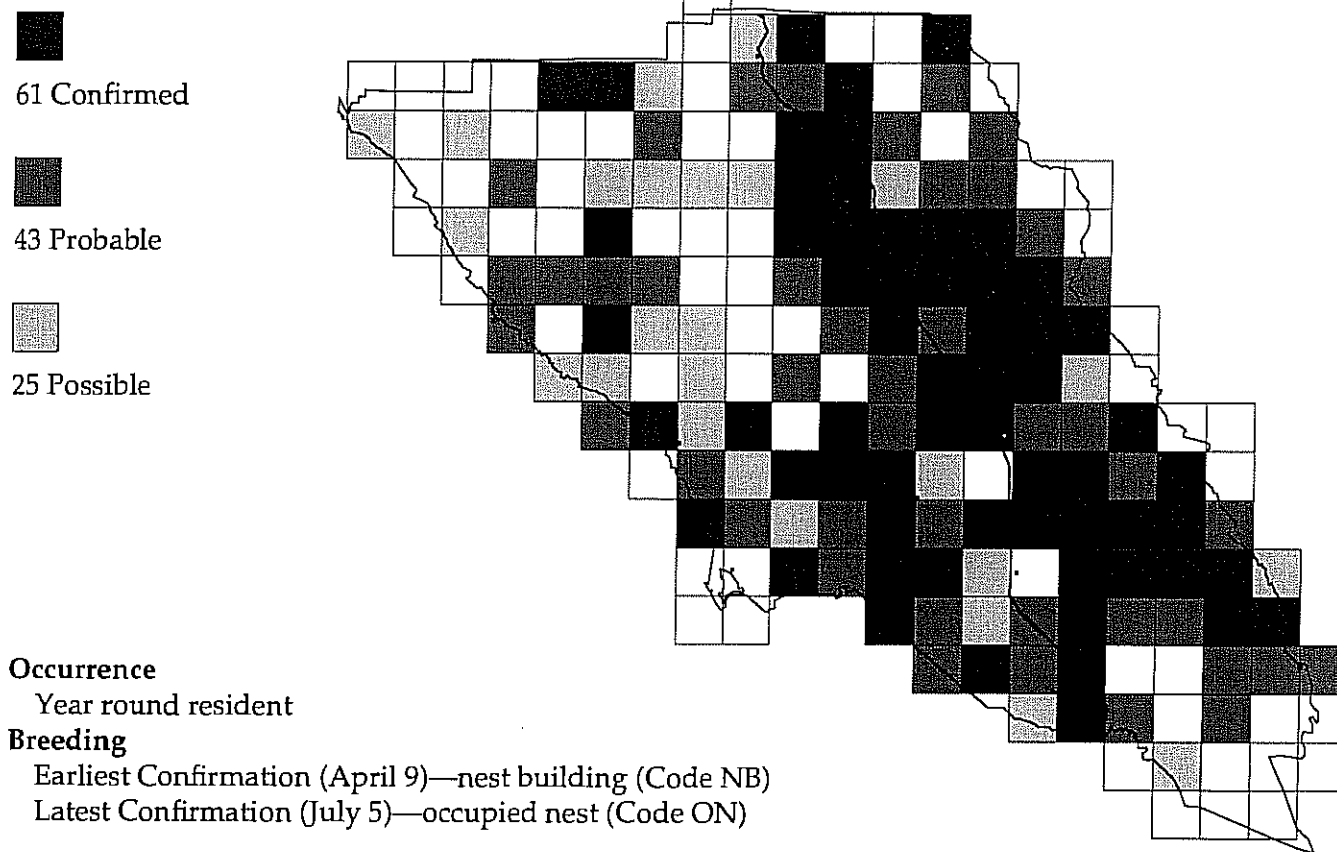 61 Confirmed
43 Probable
25 Possible
Occurrence
Year round resident
Breeding
Earliest Confirmation (April 9)—nest building (Code NB)
Latest Confirmation (July 5)—occupied nest (Code ON)